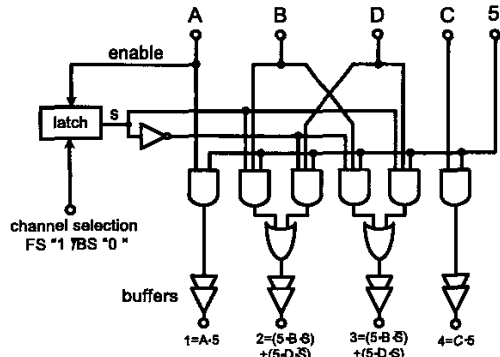 A B D C 5
enable
latch
s
channel selection
FS "1"/BS "0"
buffers
1=A·5
2=(5·B·S)
+(5·D·S̅)
3=(5·B·S̅)
+(5·D·S)
4=C·5